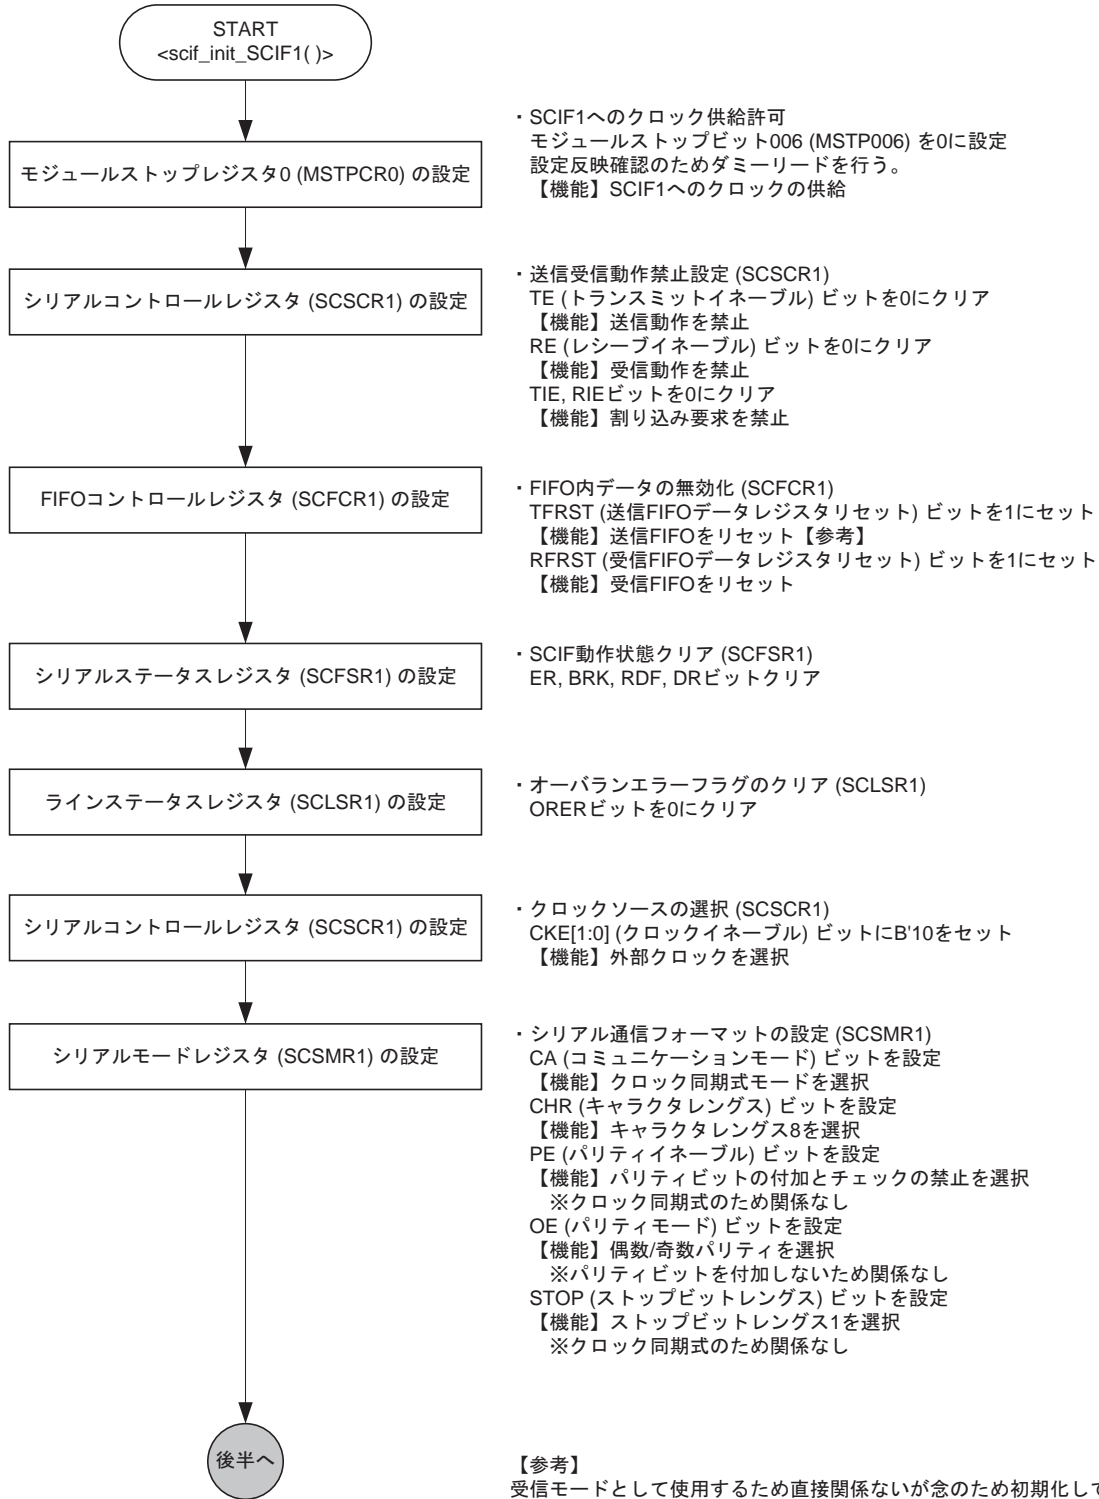 START
<scif_init_SCIF1( )>
モジュールストップレジスタ0 (MSTPCR0) の設定
・SCIF1へのクロック供給許可
モジュールストップビット006 (MSTP006) を0に設定
設定反映確認のためダミーリードを行う。
【機能】SCIF1へのクロックの供給
シリアルコントロールレジスタ (SCSCR1) の設定
・送信受信動作禁止設定 (SCSCR1)
TE (トランスミットイネーブル) ビットを0にクリア
【機能】送信動作を禁止
RE (レシーブイネーブル) ビットを0にクリア
【機能】受信動作を禁止
TIE, RIEビットを0にクリア
【機能】割り込み要求を禁止
FIFOコントロールレジスタ (SCFCR1) の設定
・FIFO内データの無効化 (SCFCR1)
TFRST (送信FIFOデータレジスタリセット) ビットを1にセット
【機能】送信FIFOをリセット【参考】
RFRST (受信FIFOデータレジスタリセット) ビットを1にセット
【機能】受信FIFOをリセット
シリアルステータスレジスタ (SCFSR1) の設定
・SCIF動作状態クリア (SCFSR1)
ER, BRK, RDF, DRビットクリア
ラインステータスレジスタ (SCLSR1) の設定
・オーバランエラーフラグのクリア (SCLSR1)
ORERビットを0にクリア
シリアルコントロールレジスタ (SCSCR1) の設定
・クロックソースの選択 (SCSCR1)
CKE[1:0] (クロックイネーブル) ビットにB'10をセット
【機能】外部クロックを選択
シリアルモードレジスタ (SCSMR1) の設定
・シリアル通信フォーマットの設定 (SCSMR1)
CA (コミュニケーションモード) ビットを設定
【機能】クロック同期式モードを選択
CHR (キャラクタレングス) ビットを設定
【機能】キャラクタレングス8を選択
PE (パリティイネーブル) ビットを設定
【機能】パリティビットの付加とチェックの禁止を選択
※クロック同期式のため関係なし
OE (パリティモード) ビットを設定
【機能】偶数/奇数パリティを選択
※パリティビットを付加しないため関係なし
STOP (ストップビットレングス) ビットを設定
【機能】ストップビットレングス1を選択
※クロック同期式のため関係なし
後半へ
【参考】
受信モードとして使用するため直接関係ないが念のため初期化して